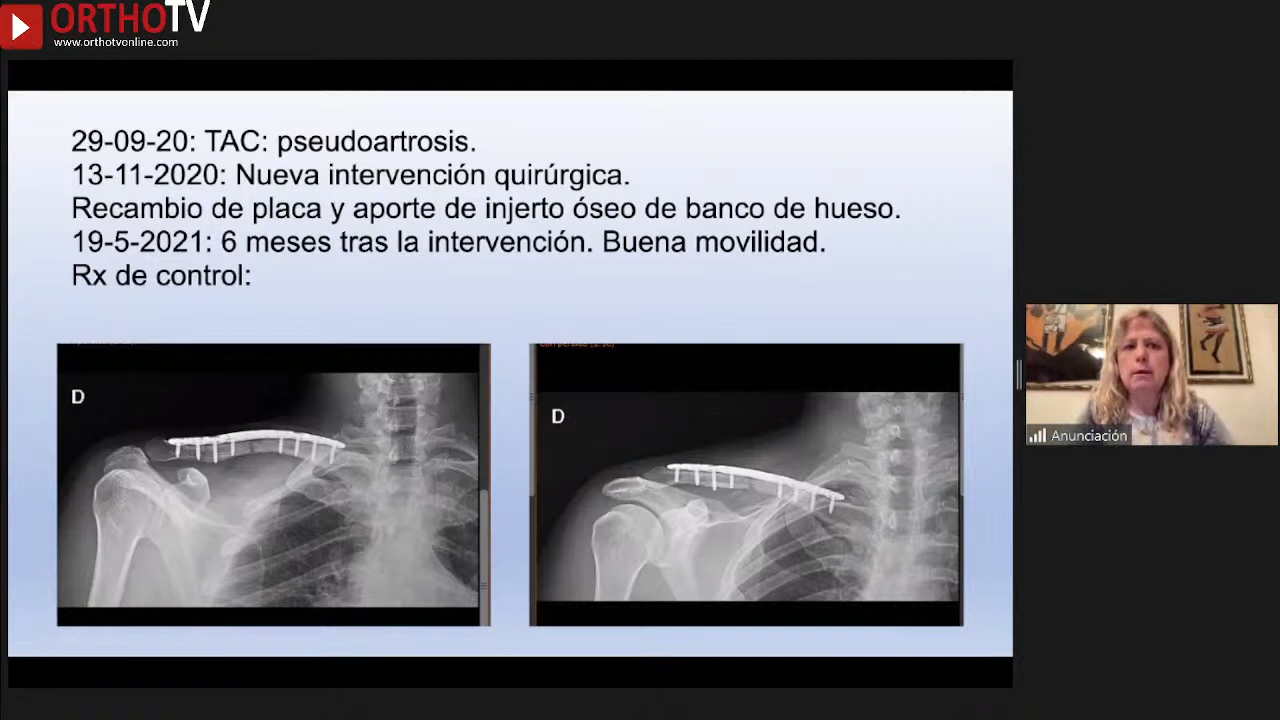 ORTHOTV
www.orthotvonline.com
29-09-20: TAC: pseudoartrosis.
13-11-2020: Nueva intervención quirúrgica.
Recambio de placa y aporte de injerto óseo de banco de hueso.
19-5-2021: 6 meses tras la intervención. Buena movilidad.
Rx de control:
D
D
Anunciación